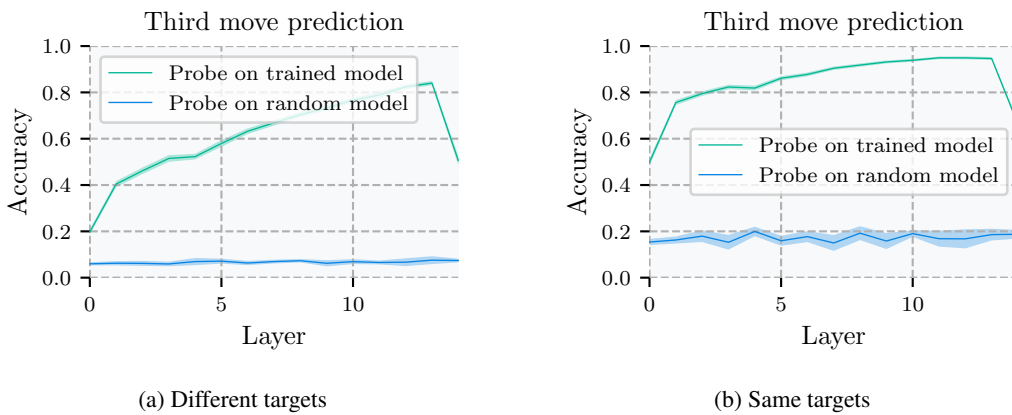 Third move prediction
1.0
0.8
0.6
0.4
0.2
0.0
Accuracy
Probe on trained model
Probe on random model
0 5 10
Layer
(a) Different targets
Third move prediction
1.0
0.8
0.6
0.4
0.2
0.0
Accuracy
Probe on trained model
Probe on random model
0 5 10
Layer
(b) Same targets